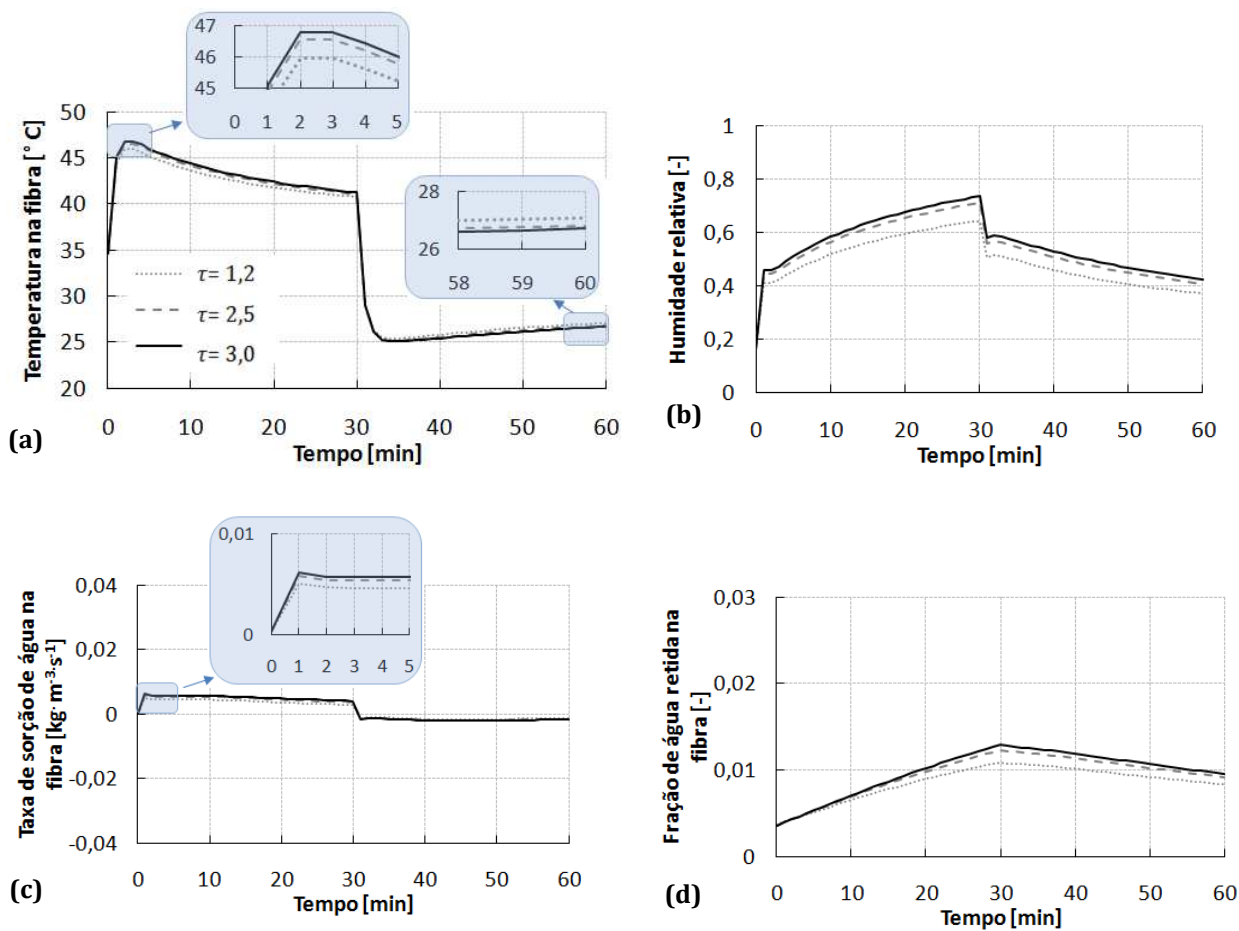 47
46
45
0 1 2 3 4 5
Temperatura na fibra [° C]
50
45
40
35
30
25
20
28
26
58 59 60
τ= 1,2
τ= 2,5
τ= 3,0
0 10 20 30 40 50 60
Tempo [min]
(a)
Humidade relativa [-]
1
0,8
0,6
0,4
0,2
0
0 10 20 30 40 50 60
Tempo [min]
(b)
0,01
0
0 1 2 3 4 5
Taxa de sorção de água na
fibra [kg· m-³·s-¹]
0,04
0,02
0
-0,02
-0,04
0 10 20 30 40 50 60
Tempo [min]
(c)
Fração de água retida na
fibra [-]
0,03
0,02
0,01
0
0 10 20 30 40 50 60
Tempo [min]
(d)